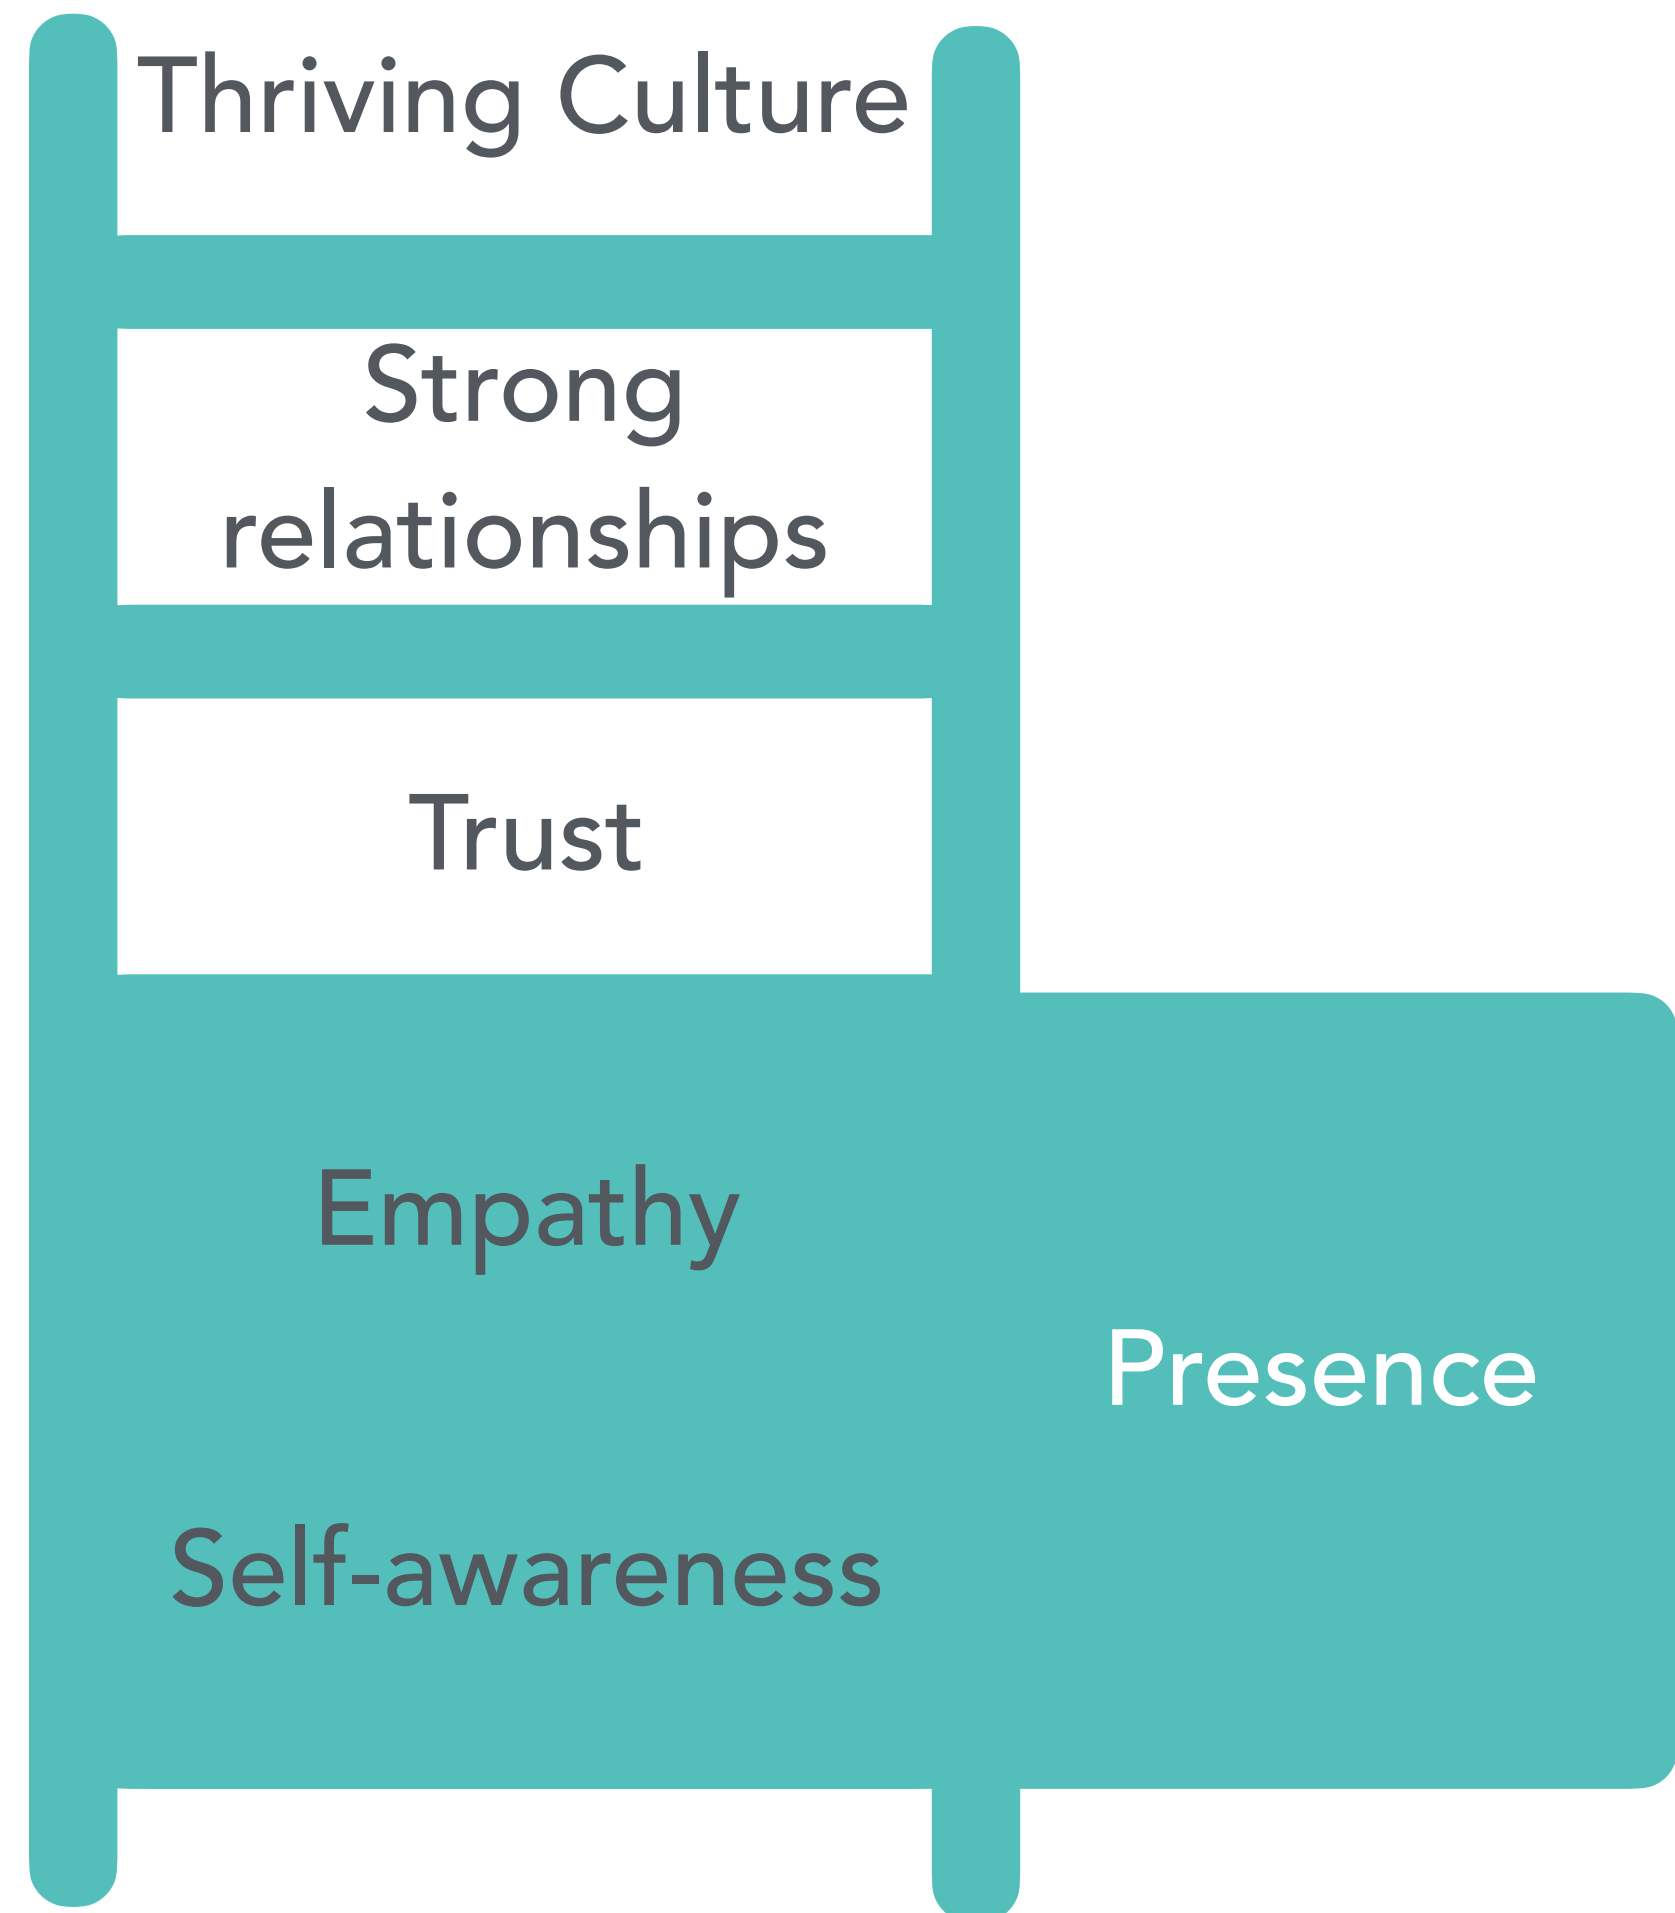 Thriving Culture
Strong
relationships
Trust
Empathy
Presence
Self-awareness